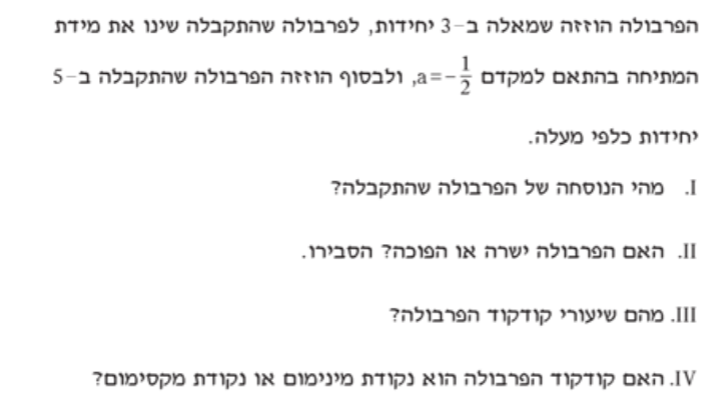 הפרבולה הוזזה שמאלה ב-3 יחידות, לפרבולה שהתקבלה שינו את מידת
המתיחה בהתאם למקדם a=-1/2, ולבסוף הוזזה הפרבולה שהתקבלה ב-5
יחידות כלפי מעלה.
I. מהי הנוסחה של הפרבולה שהתקבלה?
II. האם הפרבולה ישרה או הפוכה? הסבירו.
III. מהם שיעורי קודקוד הפרבולה?
IV. האם קודקוד הפרבולה הוא נקודת מינימום או נקודת מקסימום?